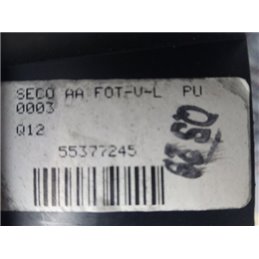 SECO AA FOT-V-L PU
0003
Q12
55377245